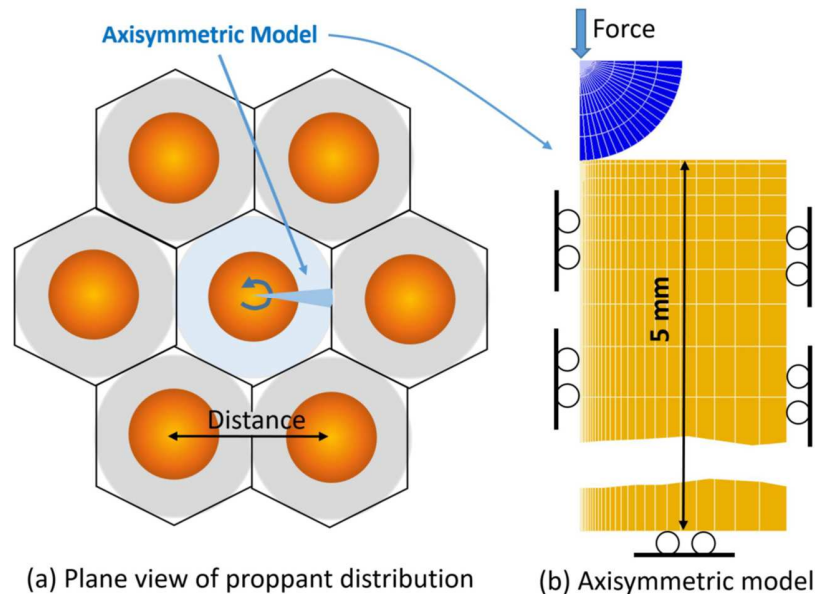 Axisymmetric Model
Force
5 mm
Distance
(a) Plane view of proppant distribution
(b) Axisymmetric model